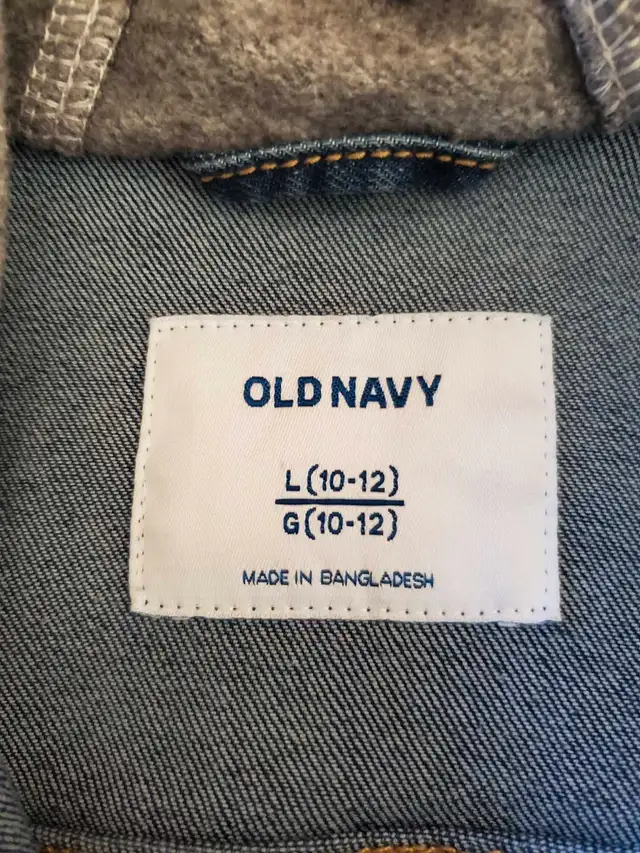 OLD NAVY
L(10-12)
G(10-12)
MADE IN BANGLADESH